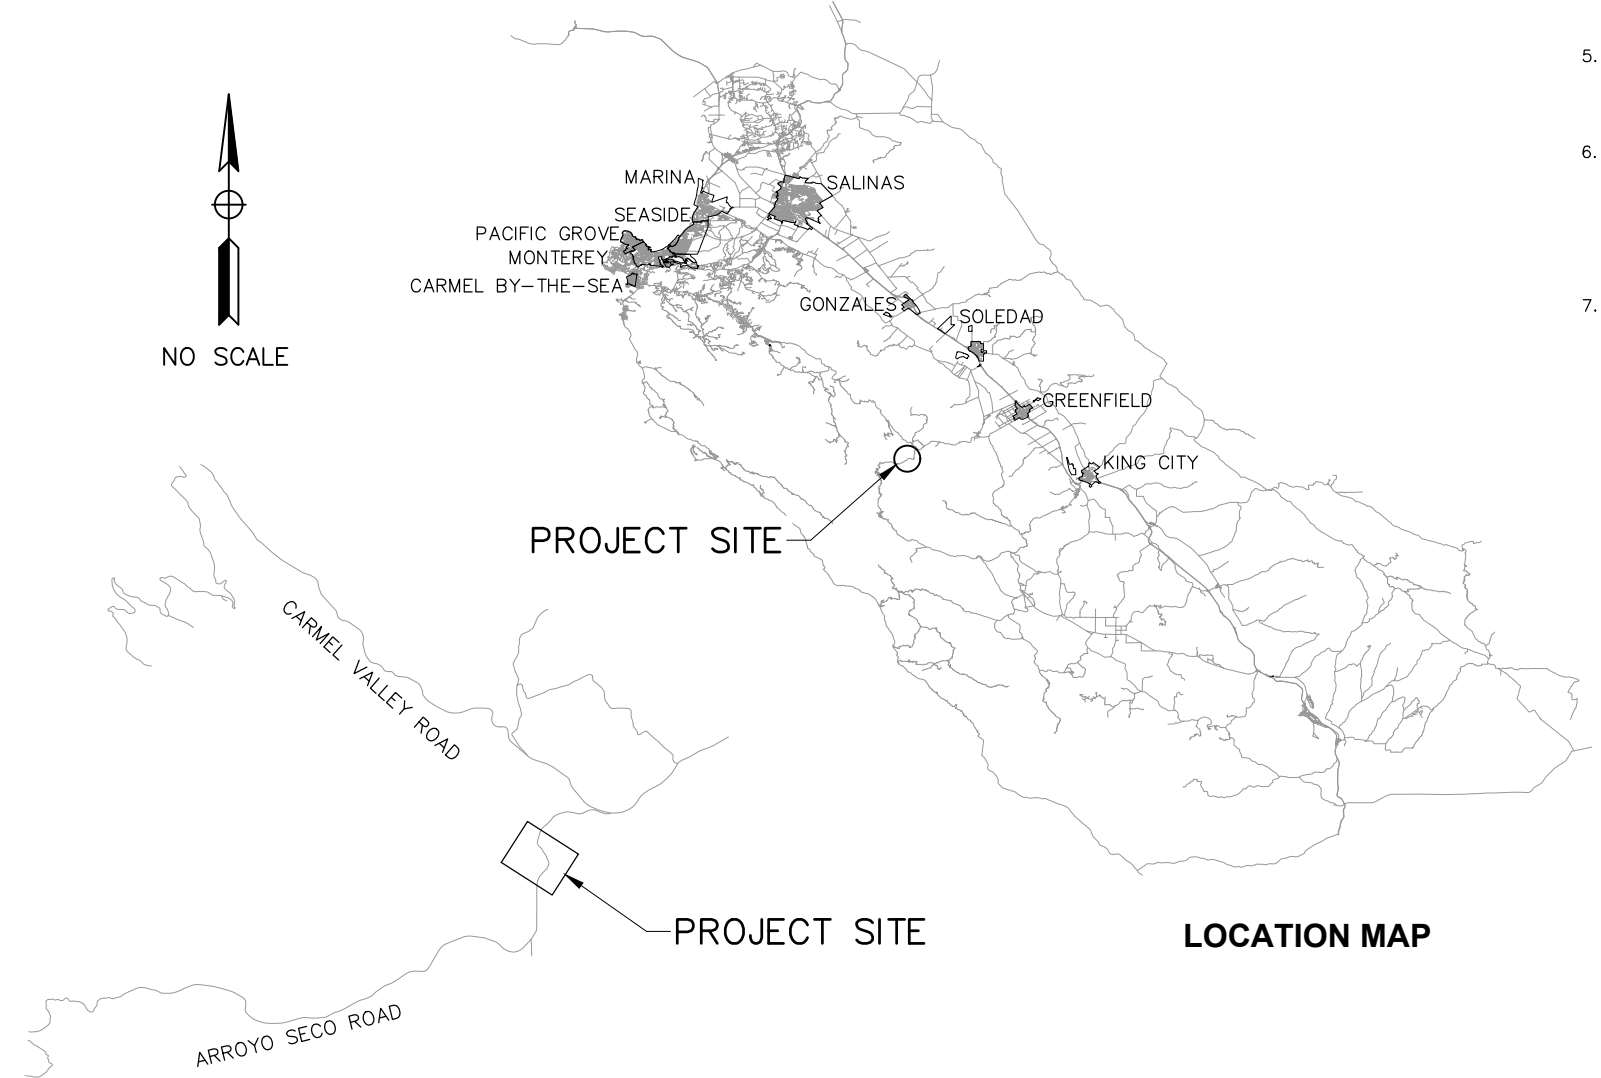 5.
6.
7.
MARINA
SALINAS
SEASIDE
PACIFIC GROVE
MONTEREY
CARMEL BY-THE-SEA
GONZALES
SOLEDAD
NO SCALE
GREENFIELD
KING CITY
PROJECT SITE
CARMEL VALLEY ROAD
PROJECT SITE
LOCATION MAP
ARROYO SECO ROAD